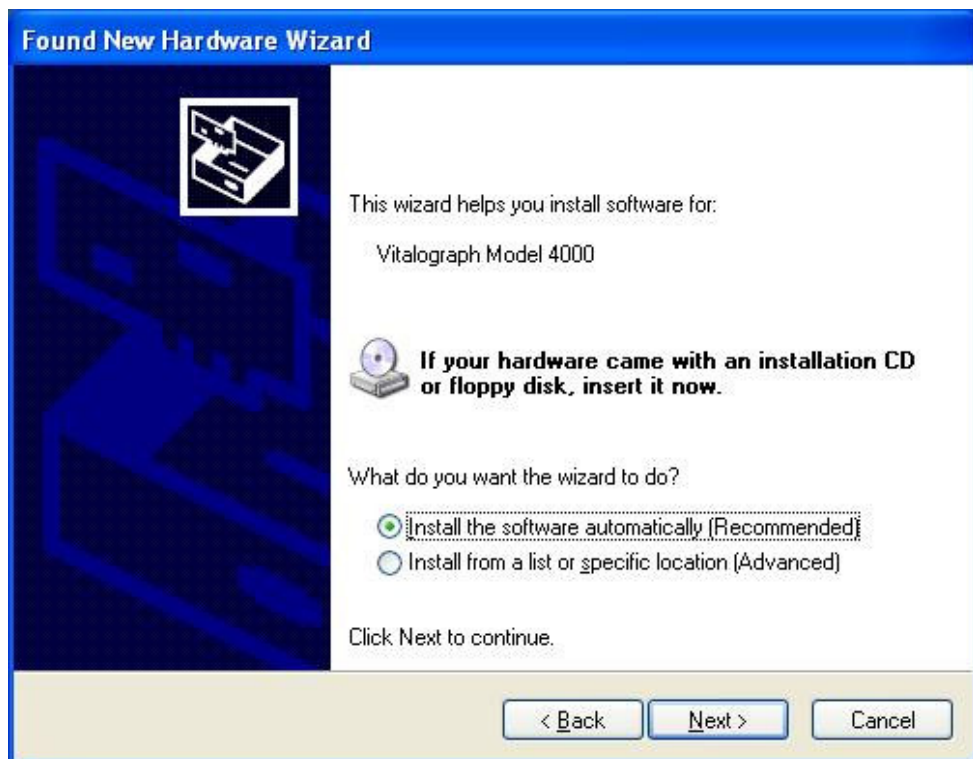 Found New Hardware Wizard
This wizard helps you install software for:
Vitalograph Model 4000
If your hardware came with an installation CD
or floppy disk, insert it now.
What do you want the wizard to do?
Install the software automatically (Recommended)
Install from a list or specific location (Advanced)
Click Next to continue.
< Back Next > Cancel